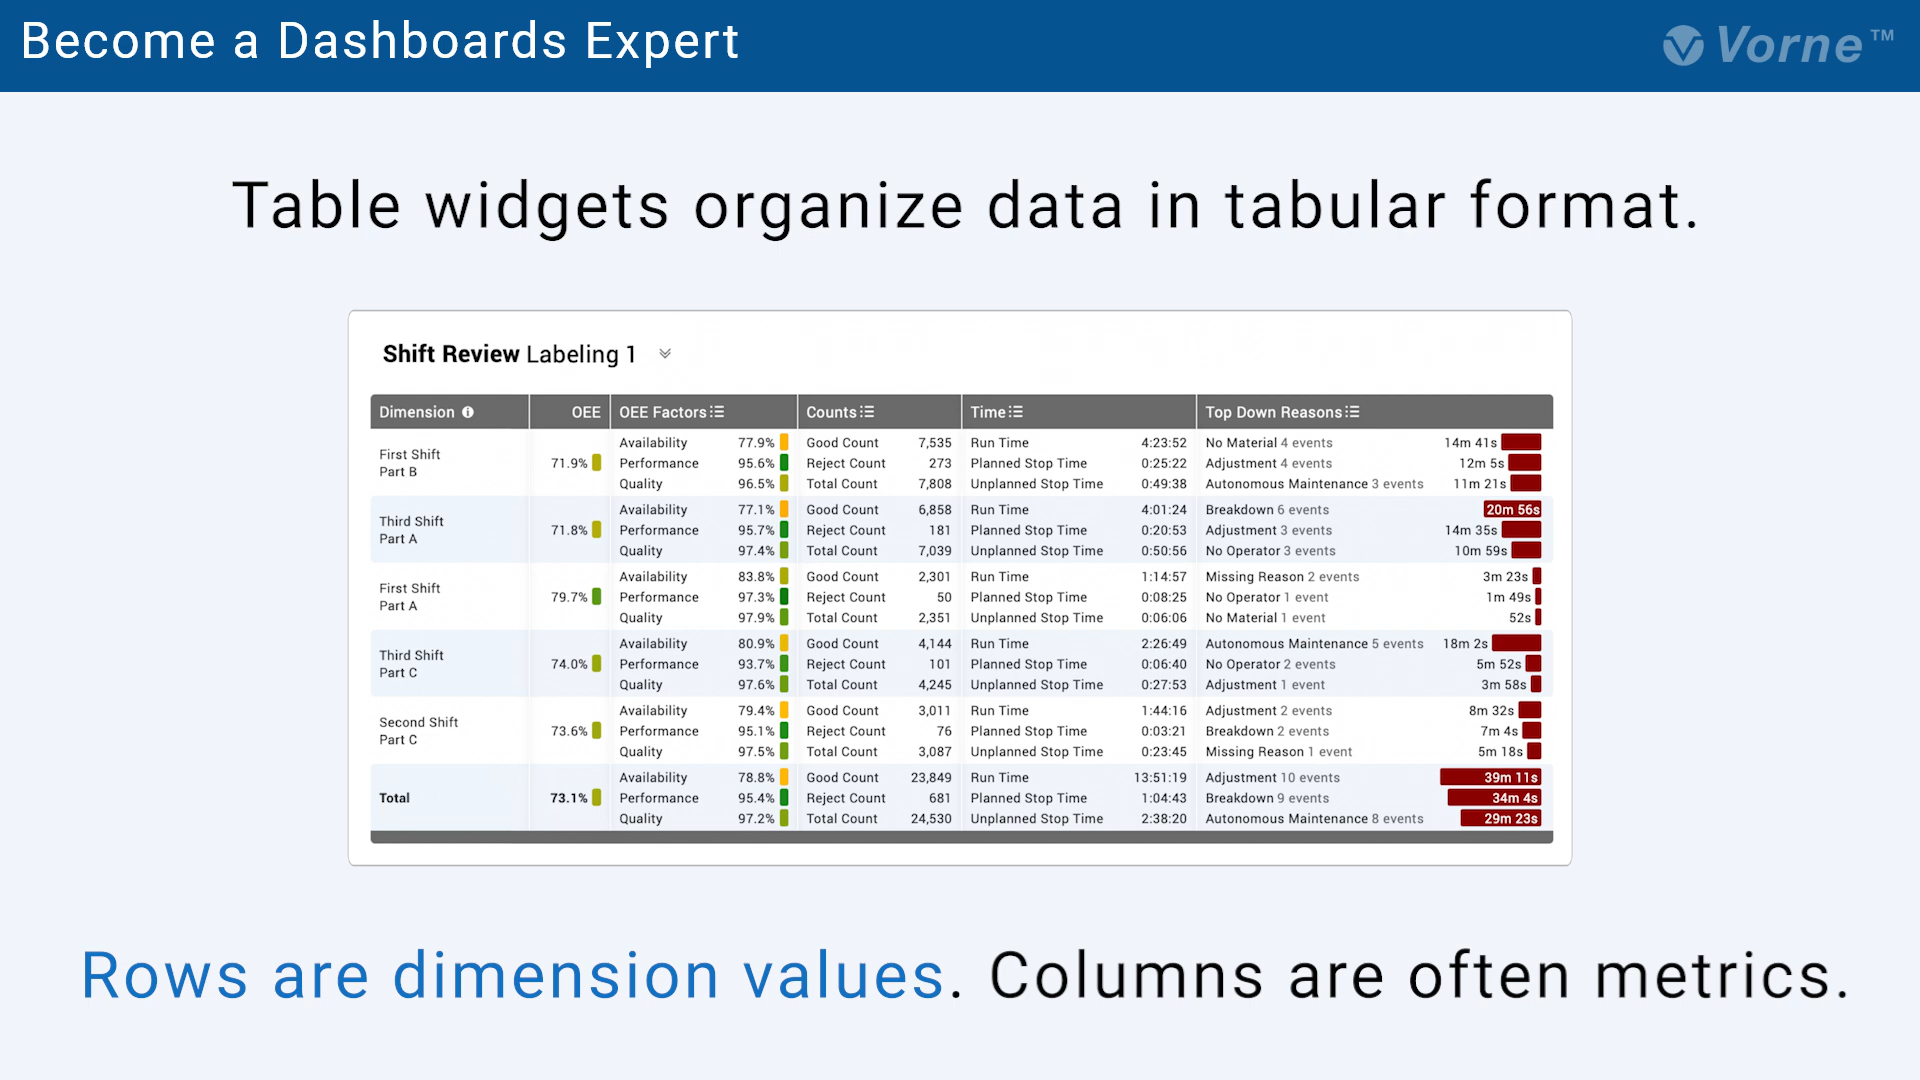 Become a Dashboards Expert
Vorne™
Table widgets organize data in tabular format.
Shift Review Labeling 1
Dimension OEE OEE Factors Counts Time Top Down Reasons
First Shift Part B 71.9%
Availability 77.9% Good Count 7,535 Run Time 4:23:52 No Material 4 events 14m 41s
Performance 95.6% Reject Count 273 Planned Stop Time 0:25:22 Adjustment 4 events 12m 5s
Quality 96.5% Total Count 7,808 Unplanned Stop Time 0:49:38 Autonomous Maintenance 3 events 11m 21s
Third Shift Part A 71.8%
Availability 77.1% Good Count 6,858 Run Time 4:01:24 Breakdown 6 events 20m 56s
Performance 95.7% Reject Count 181 Planned Stop Time 0:20:53 Adjustment 3 events 14m 35s
Quality 97.4% Total Count 7,039 Unplanned Stop Time 0:50:56 No Operator 3 events 10m 59s
First Shift Part A 79.7%
Availability 83.8% Good Count 2,301 Run Time 1:14:57 Missing Reason 2 events 3m 23s
Performance 97.3% Reject Count 50 Planned Stop Time 0:08:25 No Operator 1 event 1m 49s
Quality 97.9% Total Count 2,351 Unplanned Stop Time 0:06:06 No Material 1 event 52s
Third Shift Part C 74.0%
Availability 80.9% Good Count 4,144 Run Time 2:26:49 Autonomous Maintenance 5 events 18m 2s
Performance 93.7% Reject Count 101 Planned Stop Time 0:06:40 No Operator 2 events 5m 52s
Quality 97.6% Total Count 4,245 Unplanned Stop Time 0:27:53 Adjustment 1 event 3m 58s
Second Shift Part C 73.6%
Availability 79.4% Good Count 3,011 Run Time 1:44:16 Adjustment 2 events 8m 32s
Performance 95.1% Reject Count 76 Planned Stop Time 0:03:21 Breakdown 2 events 7m 4s
Quality 97.5% Total Count 3,087 Unplanned Stop Time 0:23:45 Missing Reason 1 event 5m 18s
Total 73.1%
Availability 78.8% Good Count 23,849 Run Time 13:51:19 Adjustment 10 events 39m 11s
Performance 95.4% Reject Count 681 Planned Stop Time 1:04:43 Breakdown 9 events 34m 4s
Quality 97.2% Total Count 24,530 Unplanned Stop Time 2:38:20 Autonomous Maintenance 8 events 29m 23s
Rows are dimension values. Columns are often metrics.